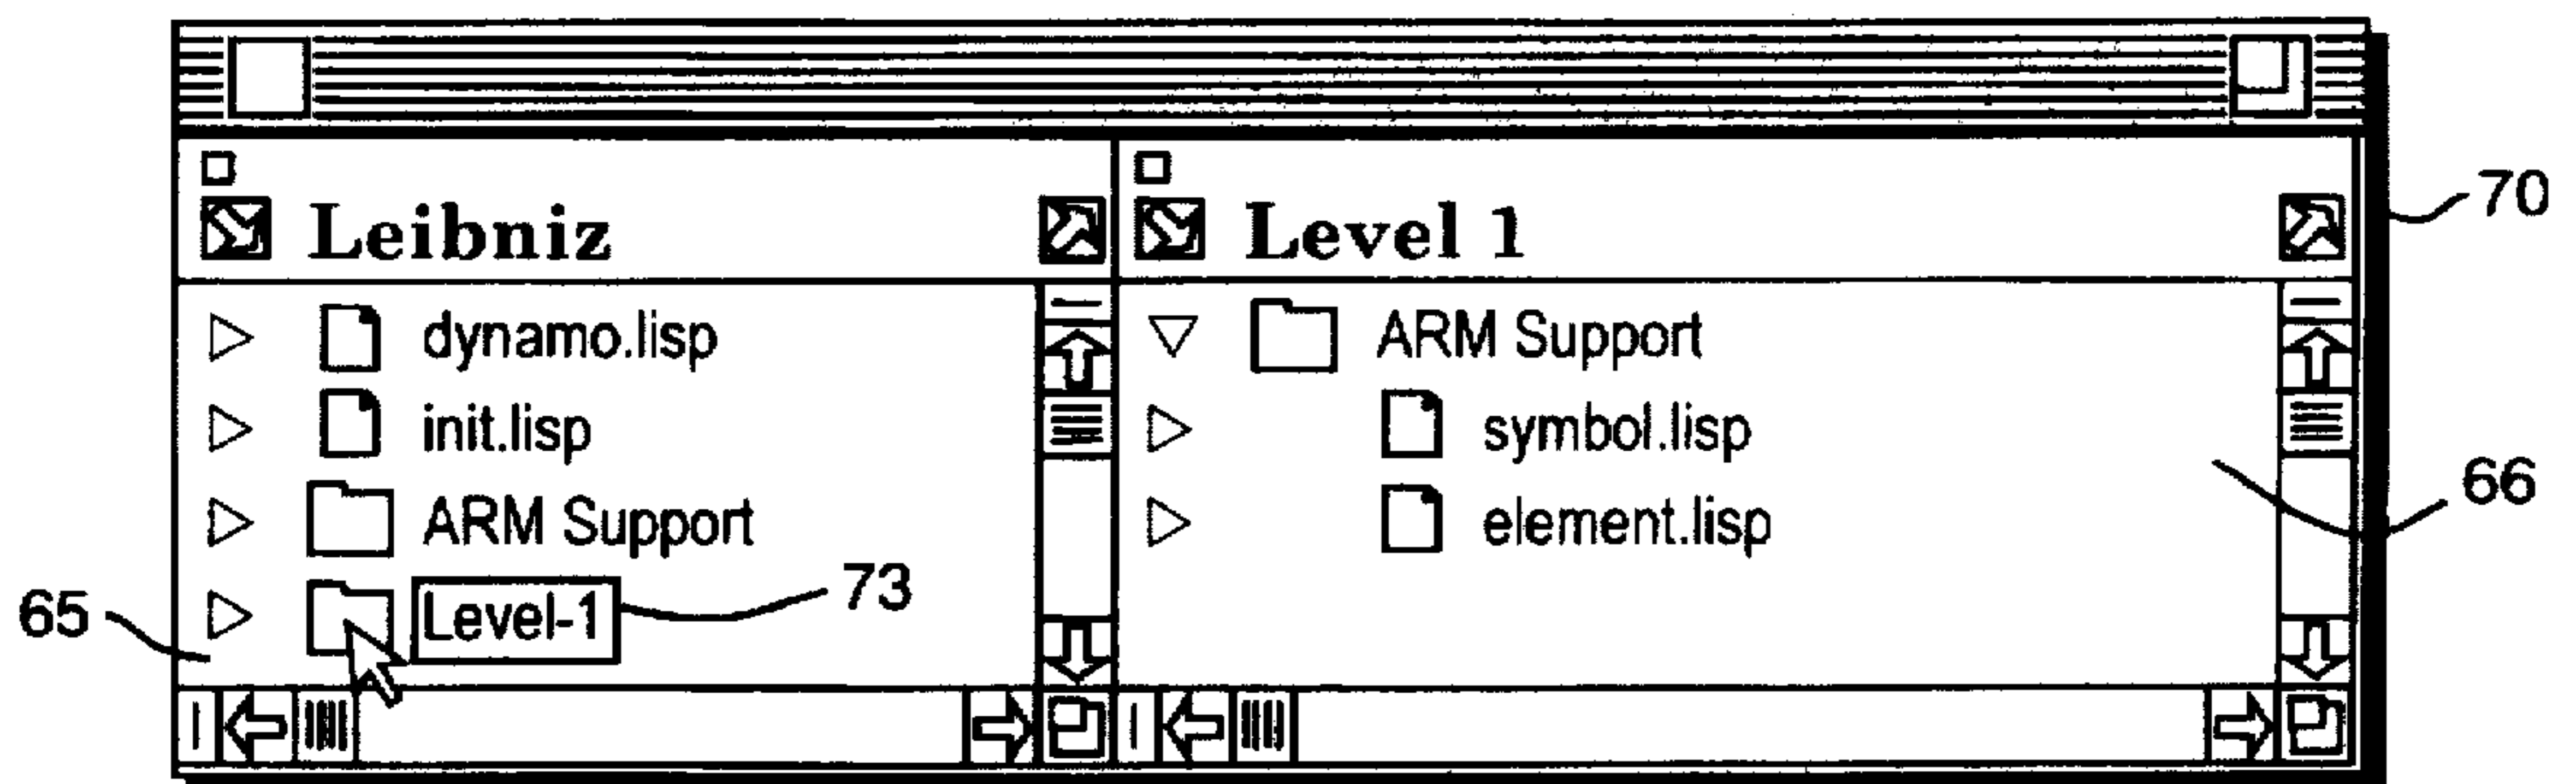 Leibniz
Level 1
70
dynamo.lisp
ARM Support
init.lisp
symbol.lisp
66
ARM Support
element.lisp
65
Level-1
73